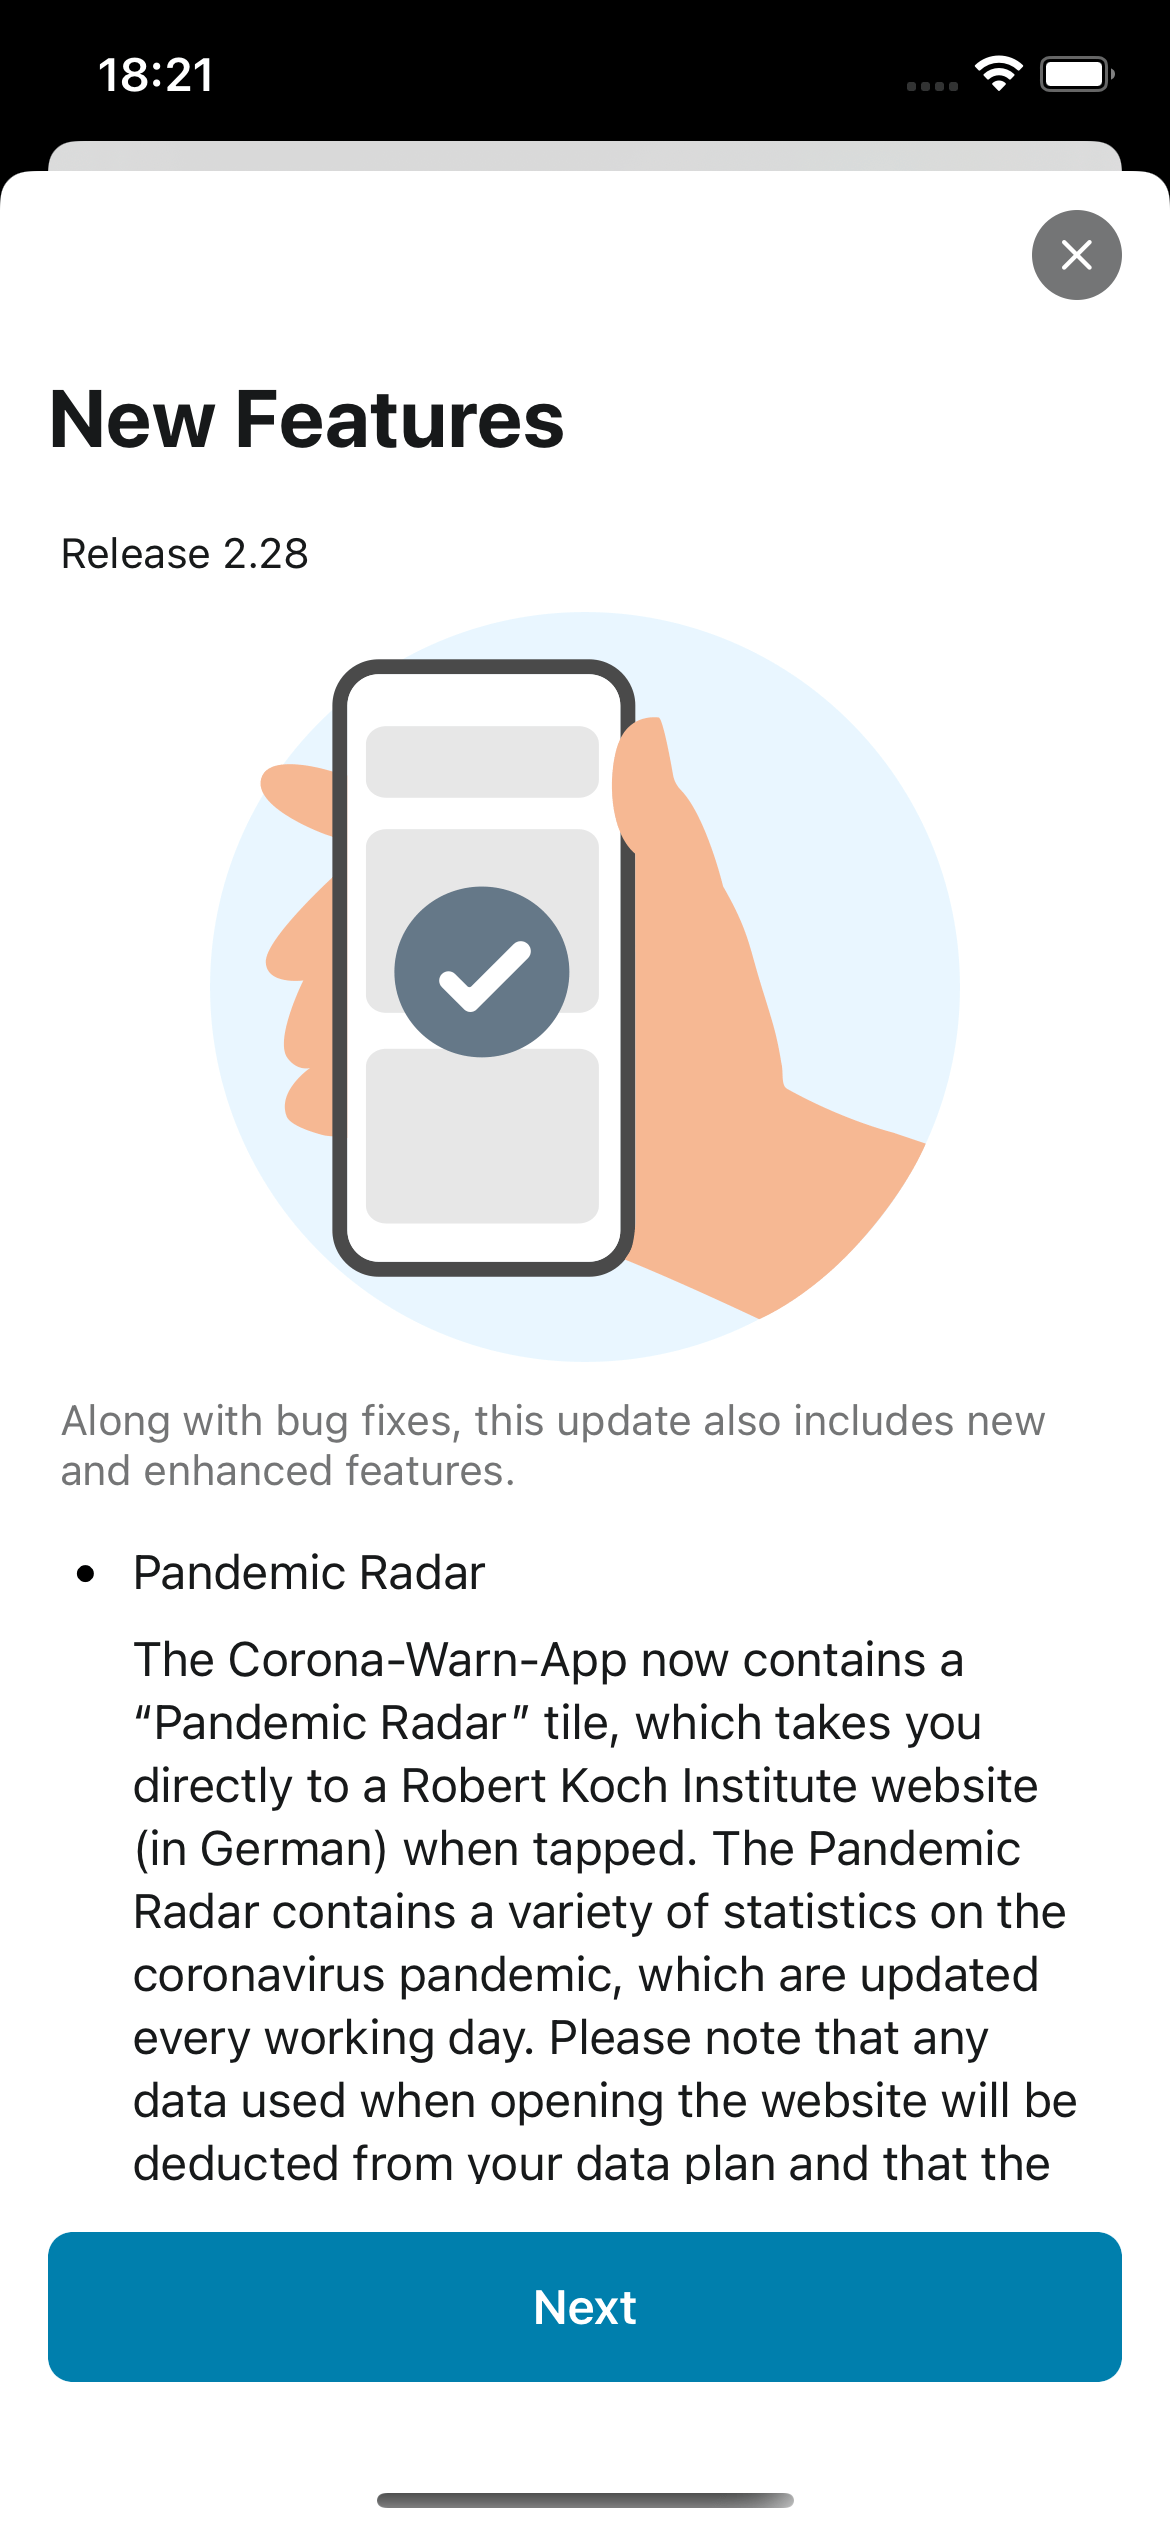 18:21
New Features
Release 2.28
Along with bug fixes, this update also includes new
and enhanced features.
• Pandemic Radar
The Corona-Warn-App now contains a
“Pandemic Radar” tile, which takes you
directly to a Robert Koch Institute website
(in German) when tapped. The Pandemic
Radar contains a variety of statistics on the
coronavirus pandemic, which are updated
every working day. Please note that any
data used when opening the website will be
deducted from your data plan and that the
Next